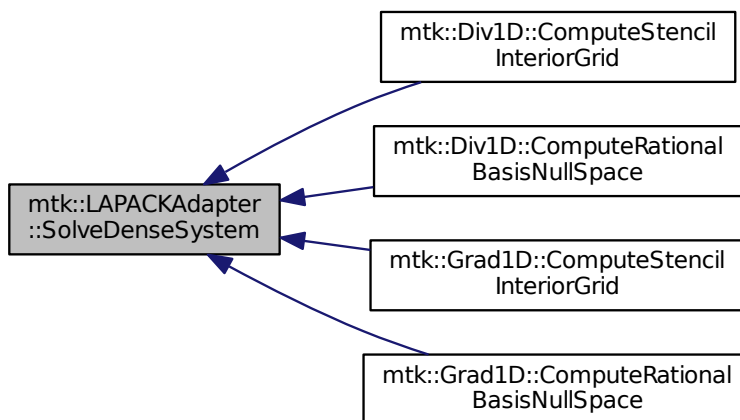 mtk::Div1D::ComputeStencil
InteriorGrid
mtk::Div1D::ComputeRational
BasisNullSpace
mtk::LAPACKAdapter
::SolveDenseSystem
mtk::Grad1D::ComputeStencil
InteriorGrid
mtk::Grad1D::ComputeRational
BasisNullSpace